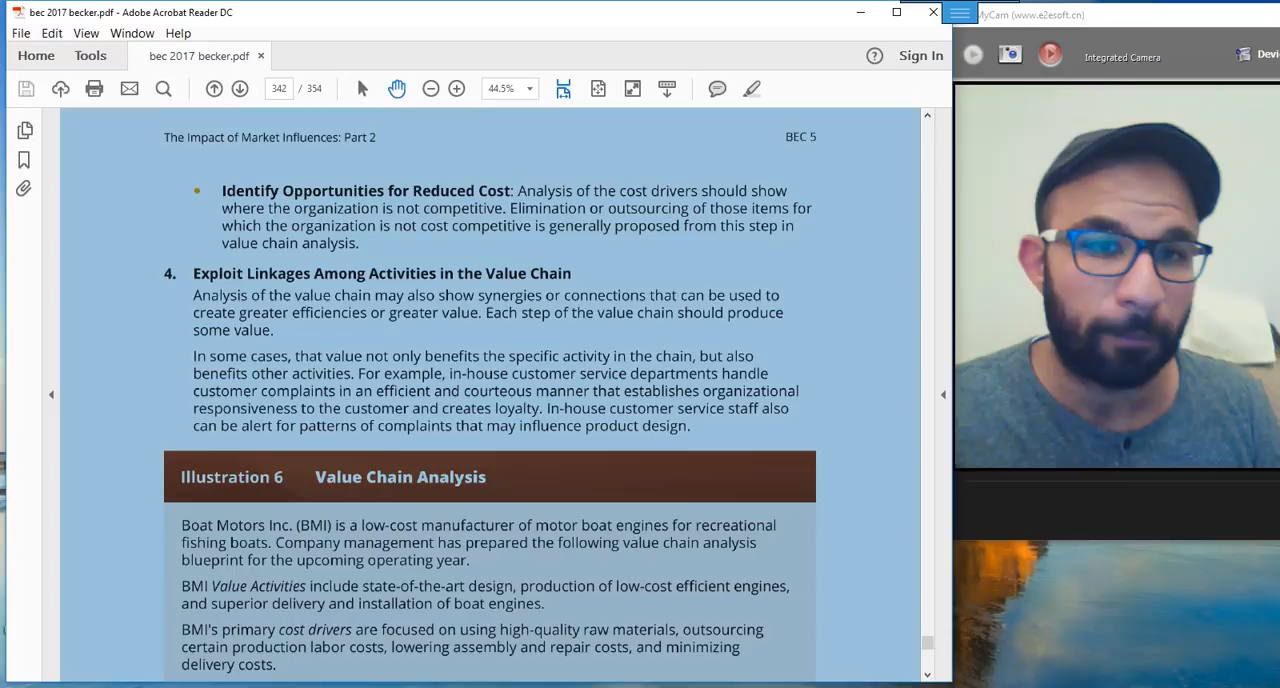 bec 2017 becker.pdf - Adobe Acrobat Reader DC
MyCam (www.e2esoft.cn)
File Edit View Window Help
Home Tools bec 2017 becker.pdf × Sign In
Integrated Camera
342 / 354 44.5%
The Impact of Market Influences: Part 2 BEC 5
• Identify Opportunities for Reduced Cost: Analysis of the cost drivers should show
where the organization is not competitive. Elimination or outsourcing of those items for
which the organization is not cost competitive is generally proposed from this step in
value chain analysis.
4. Exploit Linkages Among Activities in the Value Chain
Analysis of the value chain may also show synergies or connections that can be used to
create greater efficiencies or greater value. Each step of the value chain should produce
some value.
In some cases, that value not only benefits the specific activity in the chain, but also
benefits other activities. For example, in-house customer service departments handle
customer complaints in an efficient and courteous manner that establishes organizational
responsiveness to the customer and creates loyalty. In-house customer service staff also
can be alert for patterns of complaints that may influence product design.
Illustration 6 Value Chain Analysis
Boat Motors Inc. (BMI) is a low-cost manufacturer of motor boat engines for recreational
fishing boats. Company management has prepared the following value chain analysis
blueprint for the upcoming operating year.
BMI Value Activities include state-of-the-art design, production of low-cost efficient engines,
and superior delivery and installation of boat engines.
BMI's primary cost drivers are focused on using high-quality raw materials, outsourcing
certain production labor costs, lowering assembly and repair costs, and minimizing
delivery costs.